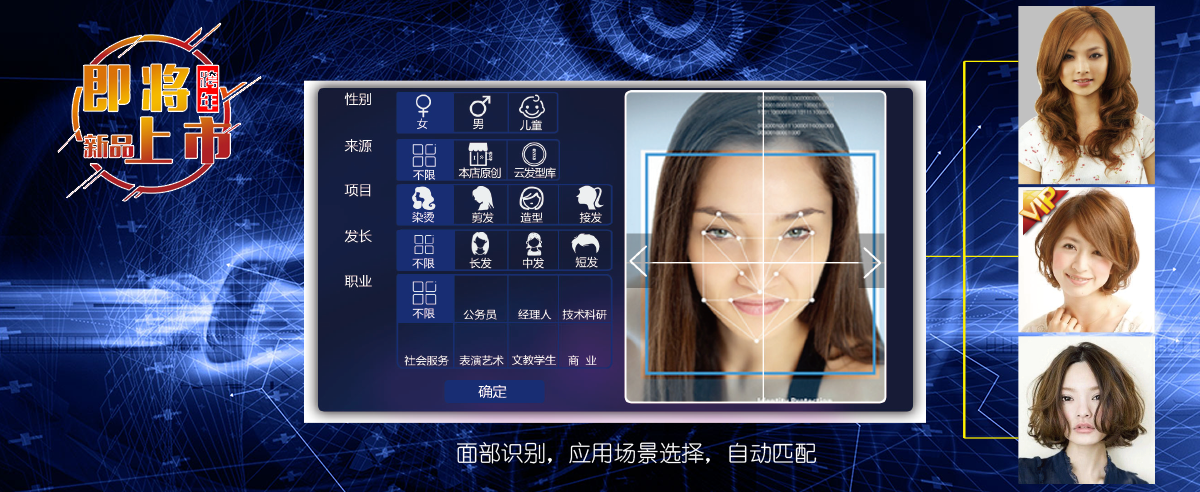 即将
跨年
新品上市
性别
女
男
儿童
来源
不限
本店原创
云发型库
项目
染烫
剪发
造型
接发
发长
不限
长发
中发
短发
职业
不限
公务员
经理人
技术科研
社会服务
表演艺术
文教学生
商 业
确定
Identity Protection
VIP
面部识别，应用场景选择，自动匹配